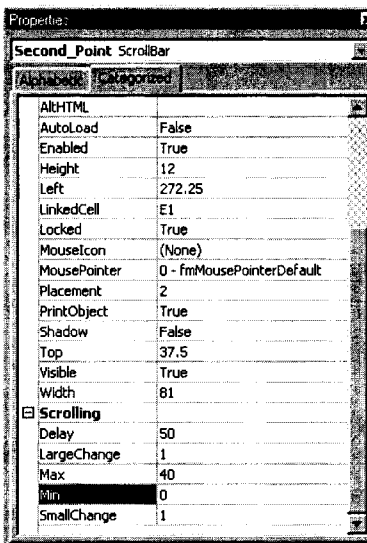 Properties
Second_Point ScrollBar
Alphabetic Categorized
AltHTML
AutoLoad False
Enabled True
Height 12
Left 272.25
LinkedCell E1
Locked True
MouseIcon (None)
MousePointer 0 - fmMousePointerDefault
Placement 2
PrintObject True
Shadow False
Top 37.5
Visible True
Width 81
Scrolling
Delay 50
LargeChange 1
Max 40
Min 0
SmallChange 1